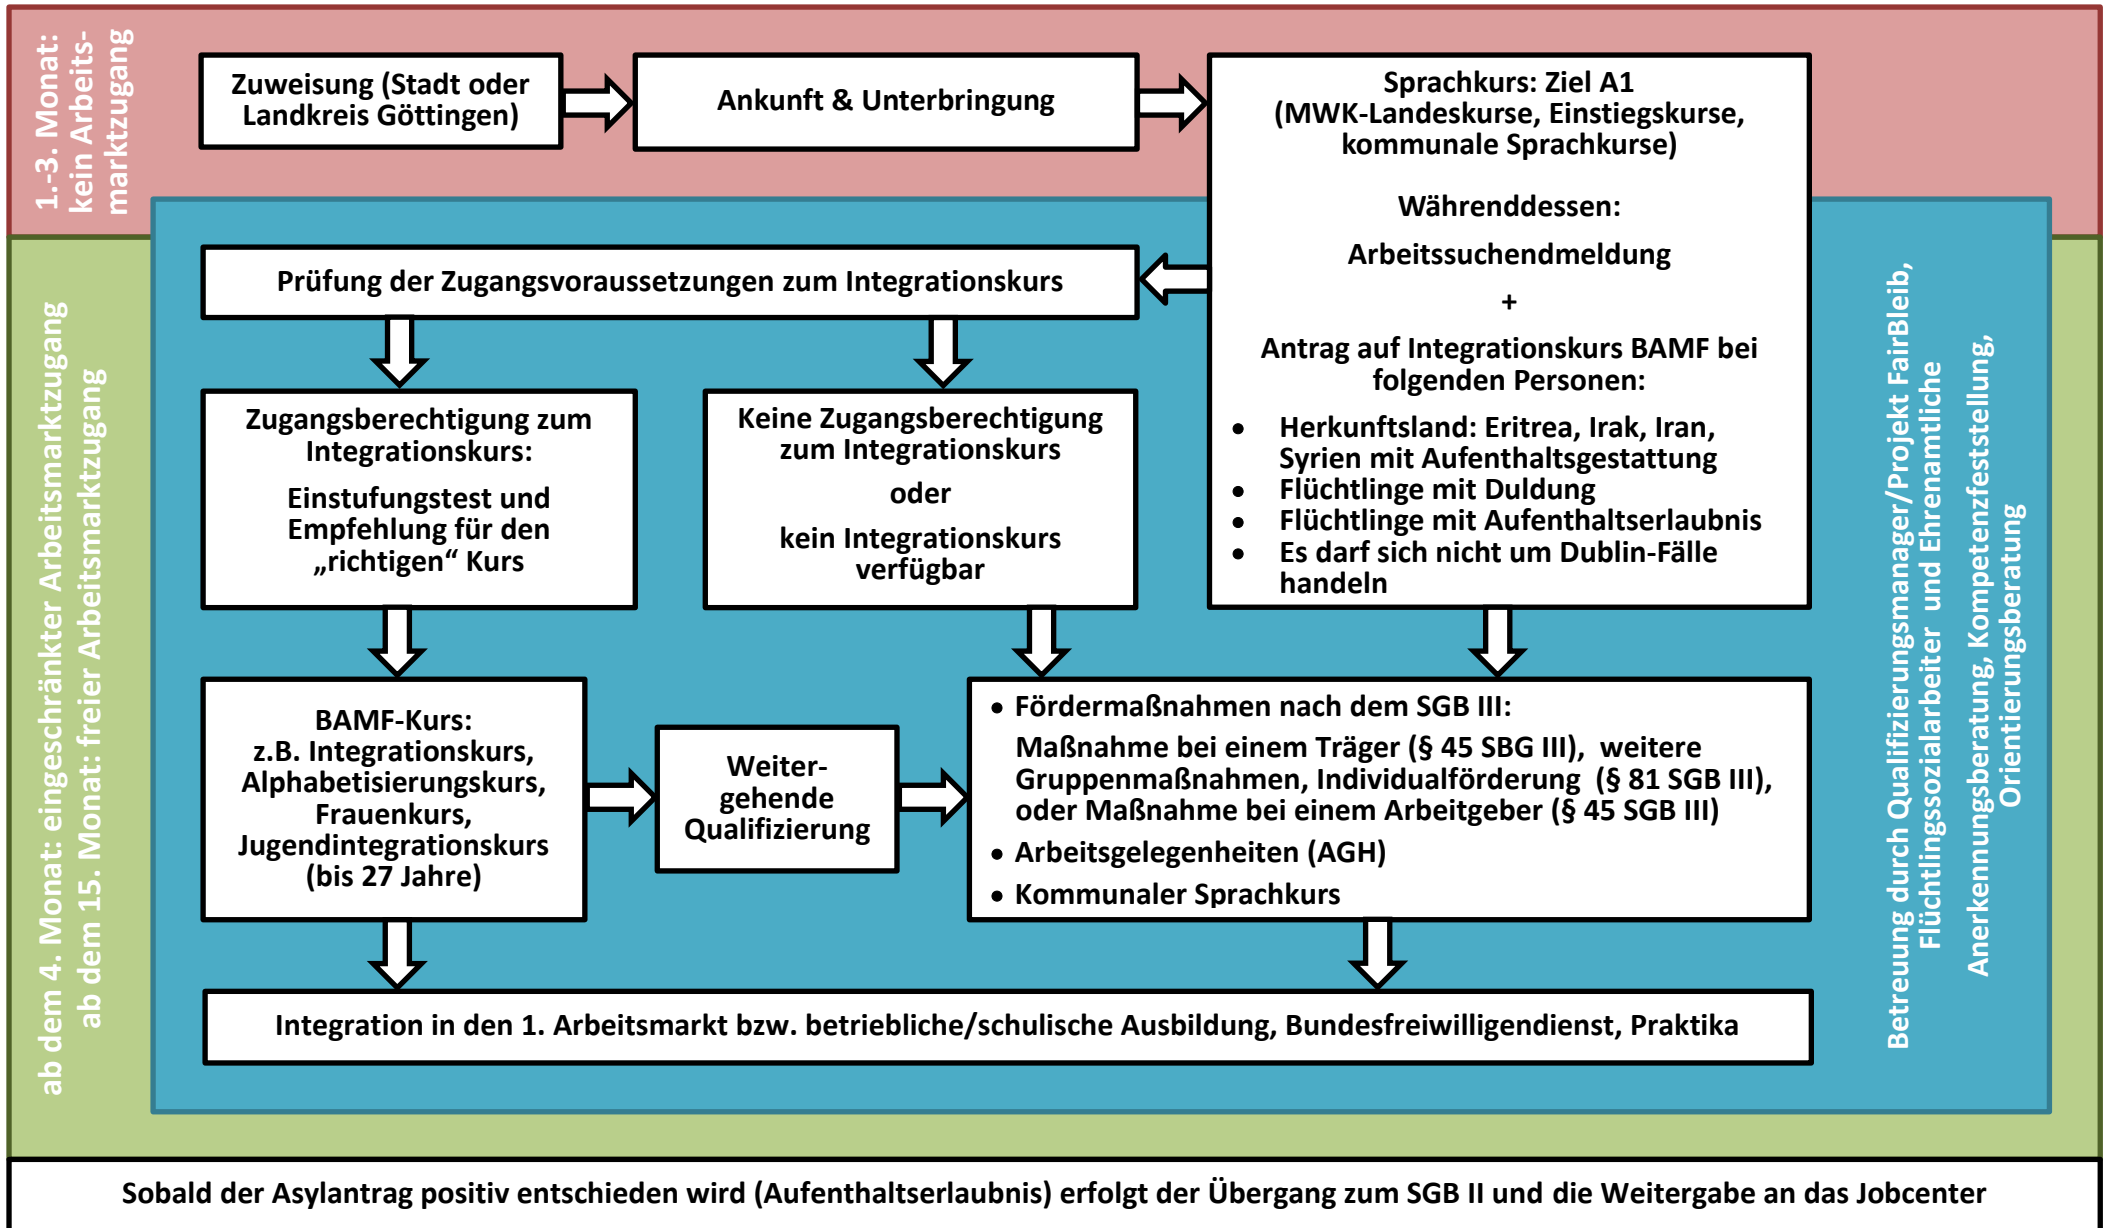 1.-3. Monat:
kein Arbeits-
marktzugang
Zuweisung (Stadt oder
Landkreis Göttingen)
Ankunft & Unterbringung
Sprachkurs: Ziel A1
(MWK-Landeskurse, Einstiegskurse,
kommunale Sprachkurse)
Währenddessen:
Arbeitssuchendmeldung
+
Antrag auf Integrationskurs BAMF bei
folgenden Personen:
• Herkunftsland: Eritrea, Irak, Iran,
Syrien mit Aufenthaltsgestattung
• Flüchtlinge mit Duldung
• Flüchtlinge mit Aufenthaltserlaubnis
• Es darf sich nicht um Dublin-Fälle
handeln
ab dem 4. Monat: eingeschränkter Arbeitsmarktzugang
ab dem 15. Monat: freier Arbeitsmarktzugang
Prüfung der Zugangsvoraussetzungen zum Integrationskurs
Zugangsberechtigung zum
Integrationskurs:
Einstufungstest und
Empfehlung für den
„richtigen“ Kurs
Keine Zugangsberechtigung
zum Integrationskurs
oder
kein Integrationskurs
verfügbar
BAMF-Kurs:
z.B. Integrationskurs,
Alphabetisierungskurs,
Frauenkurs,
Jugendintegrationskurs
(bis 27 Jahre)
Weiter-
gehende
Qualifizierung
• Fördermaßnahmen nach dem SGB III:
Maßnahme bei einem Träger (§ 45 SBG III), weitere
Gruppenmaßnahmen, Individualförderung (§ 81 SGB III),
oder Maßnahme bei einem Arbeitgeber (§ 45 SGB III)
• Arbeitsgelegenheiten (AGH)
• Kommunaler Sprachkurs
Integration in den 1. Arbeitsmarkt bzw. betriebliche/schulische Ausbildung, Bundesfreiwilligendienst, Praktika
Betreuung durch Qualifizierungsmanager/Projekt FairBleib,
Flüchtlingssozialarbeiter und Ehrenamtliche
Anerkennungsberatung, Kompetenzfeststellung,
Orientierungsberatung
Sobald der Asylantrag positiv entschieden wird (Aufenthaltserlaubnis) erfolgt der Übergang zum SGB II und die Weitergabe an das Jobcenter